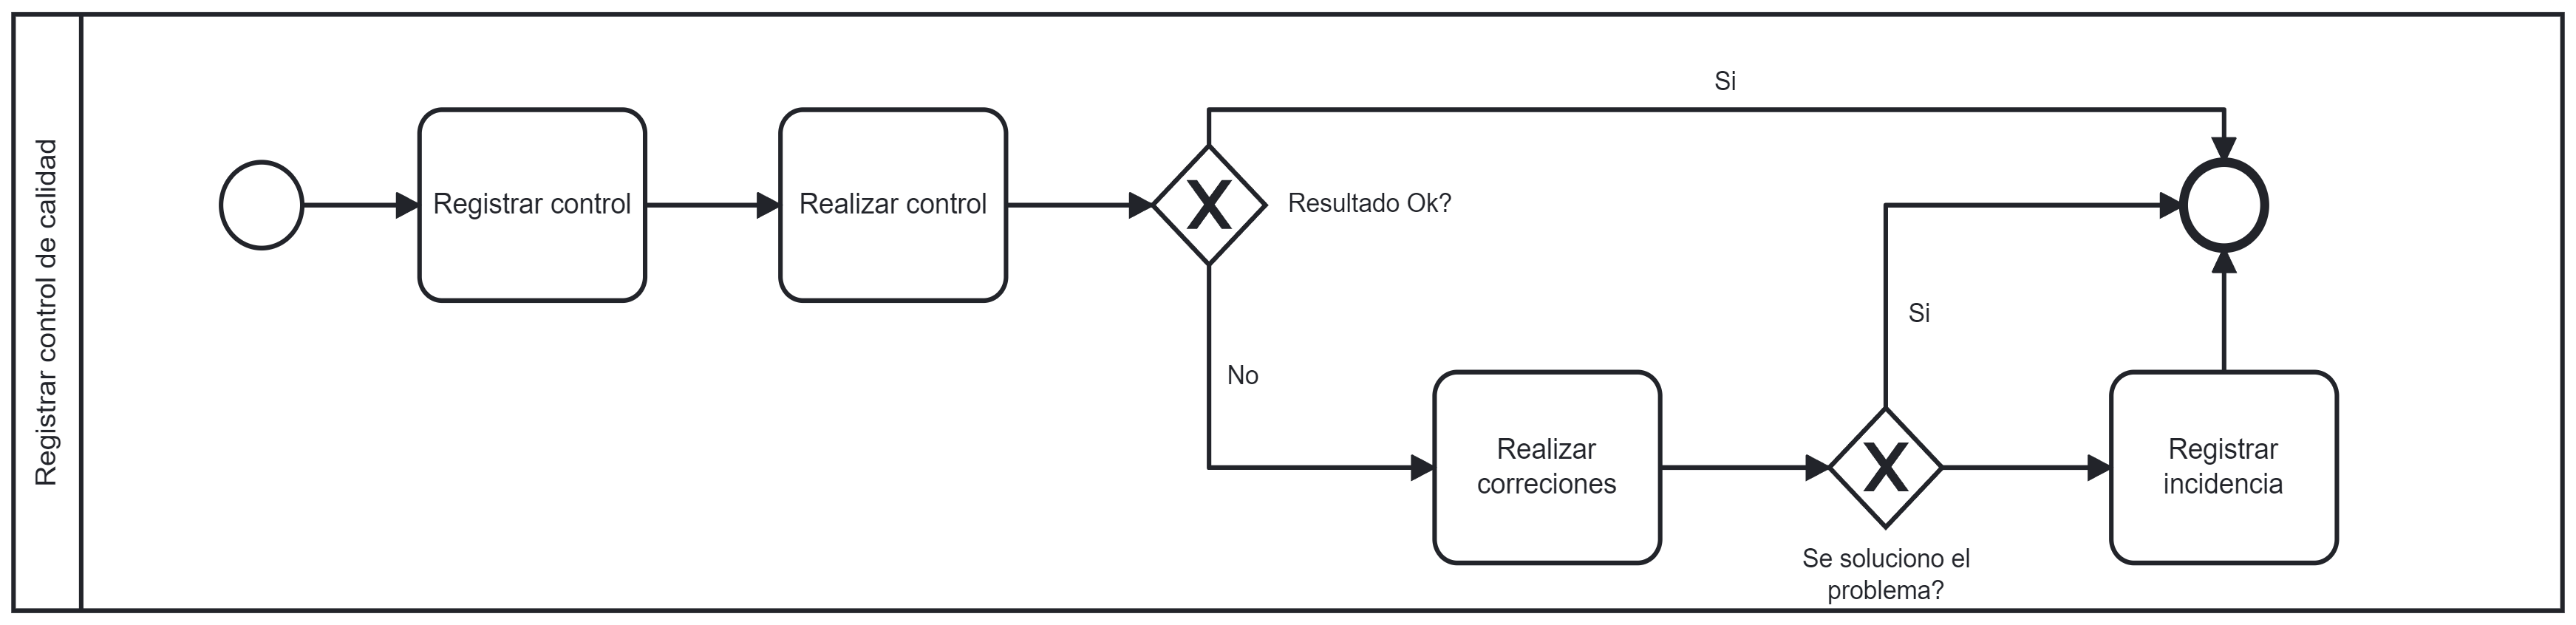 Registrar control de calidad
Registrar control
Realizar control
Resultado Ok?
Si
No
Realizar
correciones
Se soluciono el
problema?
Si
Registrar
incidencia